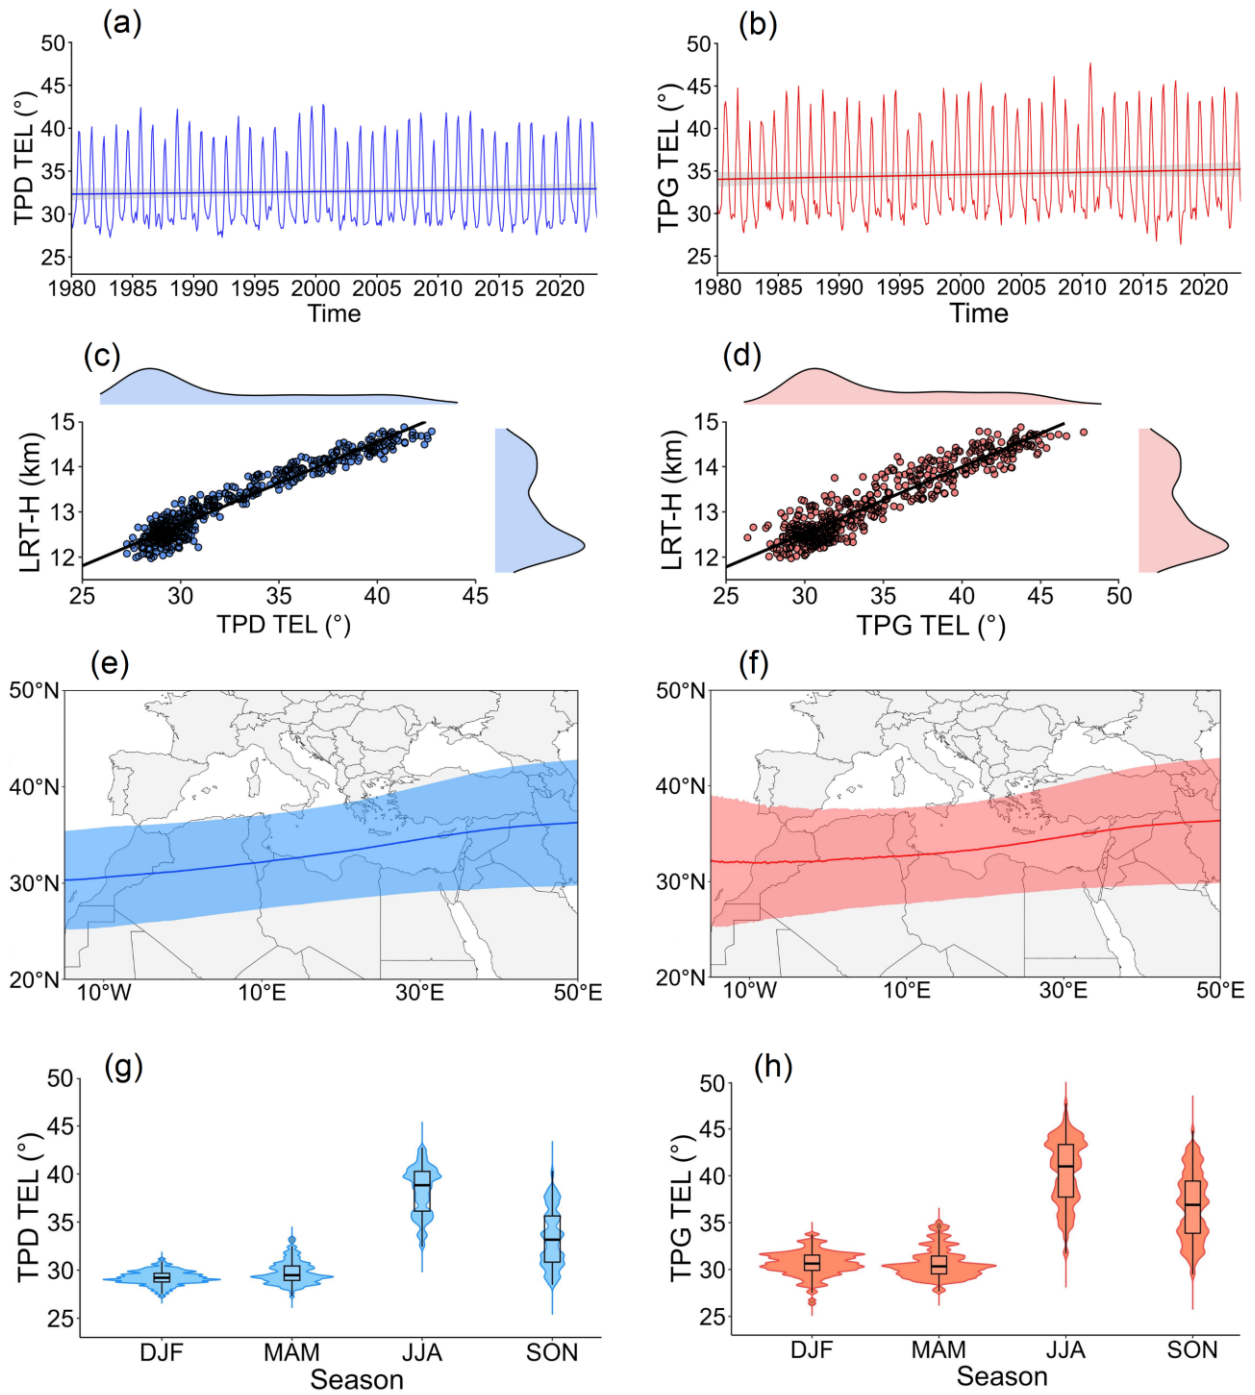 (a)
TPD TEL (°)
50
45
40
35
30
25
1980 1985 1990 1995 2000 2005 2010 2015 2020
Time
(b)
TPG TEL (°)
50
45
40
35
30
25
1980 1985 1990 1995 2000 2005 2010 2015 2020
Time
(c)
LRT-H (km)
15
14
13
12
25 30 35 40 45
TPD TEL (°)
(d)
LRT-H (km)
15
14
13
12
25 30 35 40 45 50
TPG TEL (°)
(e)
50°N
40°N
30°N
20°N
10°W 10°E 30°E 50°E
(f)
50°N
40°N
30°N
20°N
10°W 10°E 30°E 50°E
(g)
TPD TEL (°)
50
45
40
35
30
25
DJF MAM JJA SON
Season
(h)
TPG TEL (°)
50
45
40
35
30
25
DJF MAM JJA SON
Season